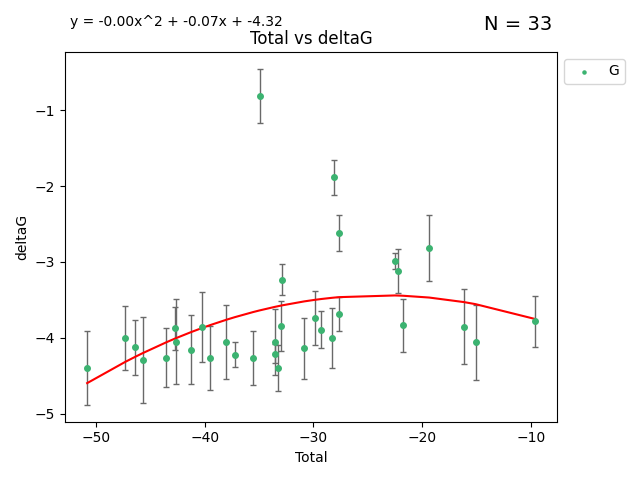 y = -0.00x^2 + -0.07x + -4.32
N = 33
Total vs deltaG
G
deltaG
−1
−2
−3
−4
−5
−50 −40 −30 −20 −10
Total